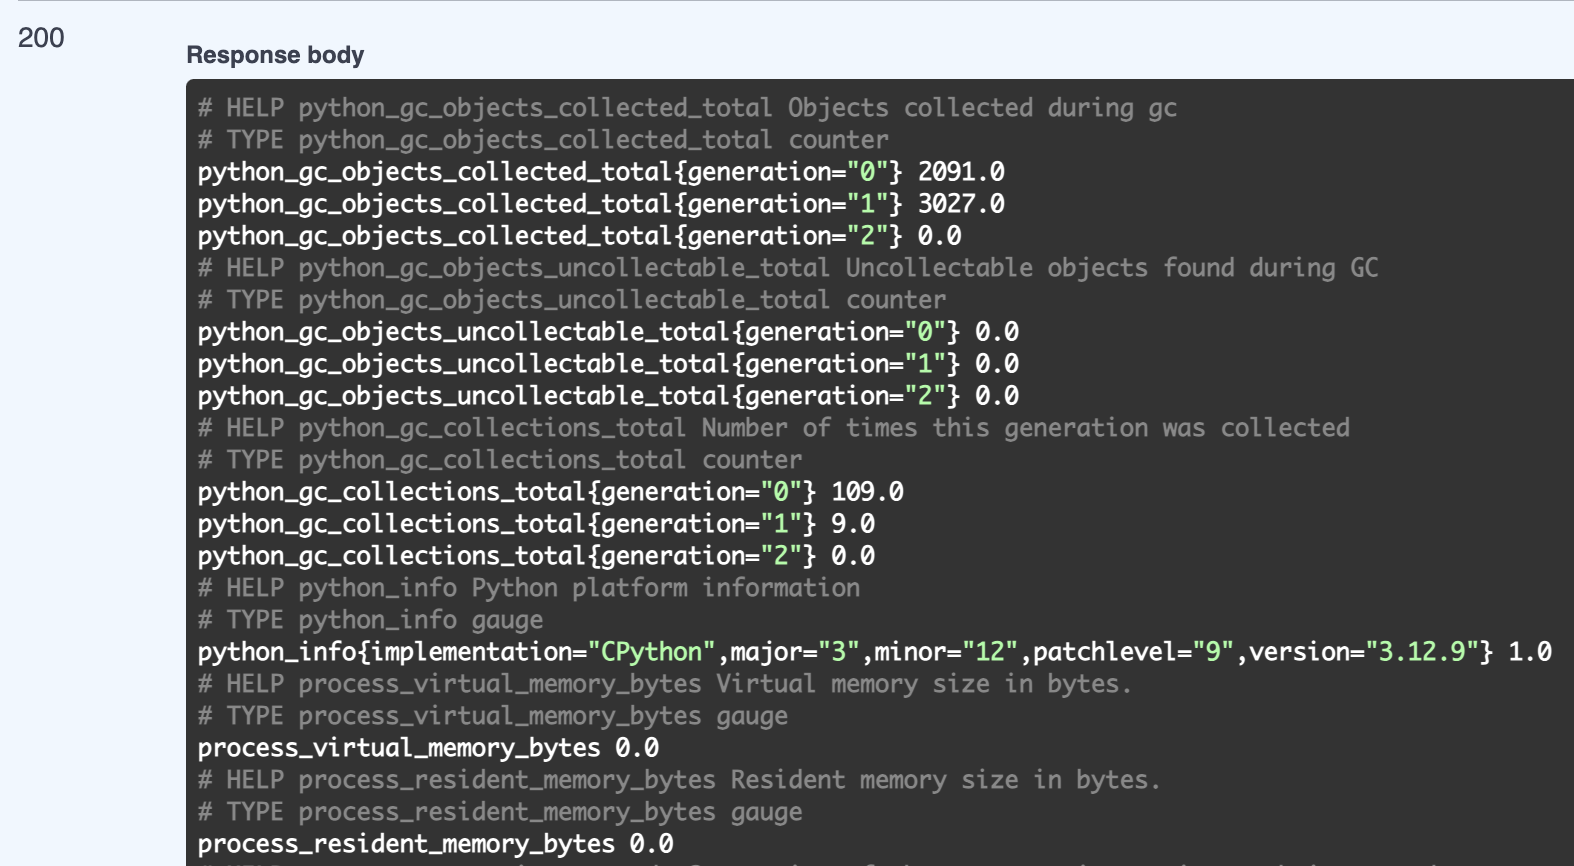 200
Response body
# HELP python_gc_objects_collected_total Objects collected during gc
# TYPE python_gc_objects_collected_total counter
python_gc_objects_collected_total{generation="0"} 2091.0
python_gc_objects_collected_total{generation="1"} 3027.0
python_gc_objects_collected_total{generation="2"} 0.0
# HELP python_gc_objects_uncollectable_total Uncollectable objects found during GC
# TYPE python_gc_objects_uncollectable_total counter
python_gc_objects_uncollectable_total{generation="0"} 0.0
python_gc_objects_uncollectable_total{generation="1"} 0.0
python_gc_objects_uncollectable_total{generation="2"} 0.0
# HELP python_gc_collections_total Number of times this generation was collected
# TYPE python_gc_collections_total counter
python_gc_collections_total{generation="0"} 109.0
python_gc_collections_total{generation="1"} 9.0
python_gc_collections_total{generation="2"} 0.0
# HELP python_info Python platform information
# TYPE python_info gauge
python_info{implementation="CPython",major="3",minor="12",patchlevel="9",version="3.12.9"} 1.0
# HELP process_virtual_memory_bytes Virtual memory size in bytes.
# TYPE process_virtual_memory_bytes gauge
process_virtual_memory_bytes 0.0
# HELP process_resident_memory_bytes Resident memory size in bytes.
# TYPE process_resident_memory_bytes gauge
process_resident_memory_bytes 0.0